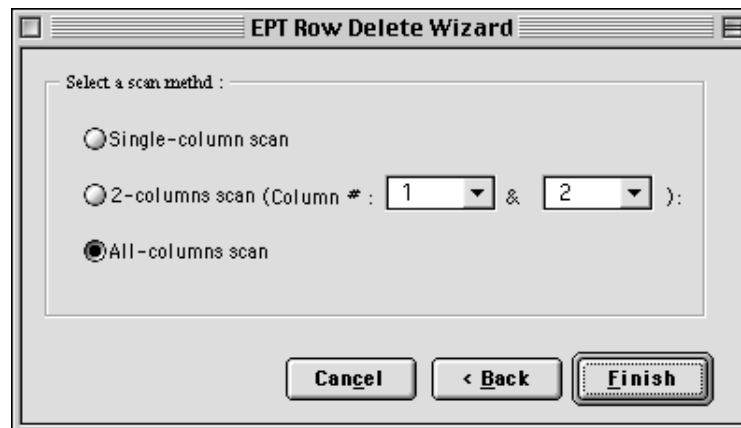 EPT Row Delete Wizard
Select a scan methd :
Single-column scan
2-columns scan (Column # : 1 & 2 ):
All-columns scan
Cancel < Back Finish